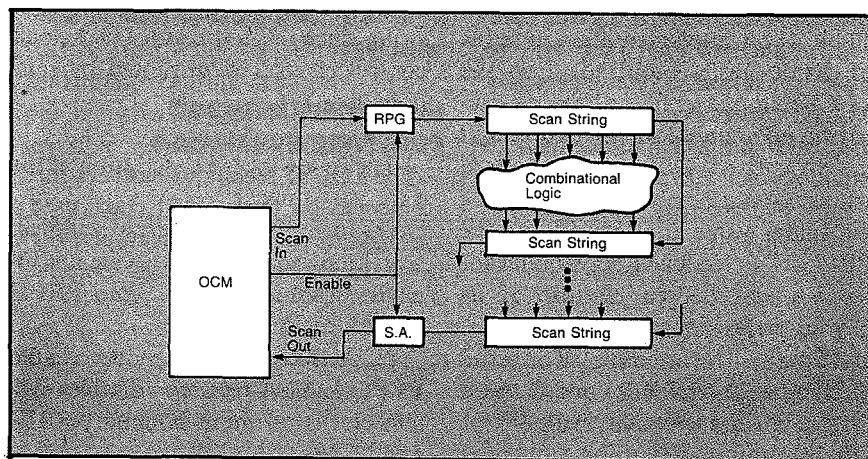 RPG
Scan String
Combinational
Logic
Scan
In
Scan String
OCM
Enable
Scan
Out
S.A.
Scan String